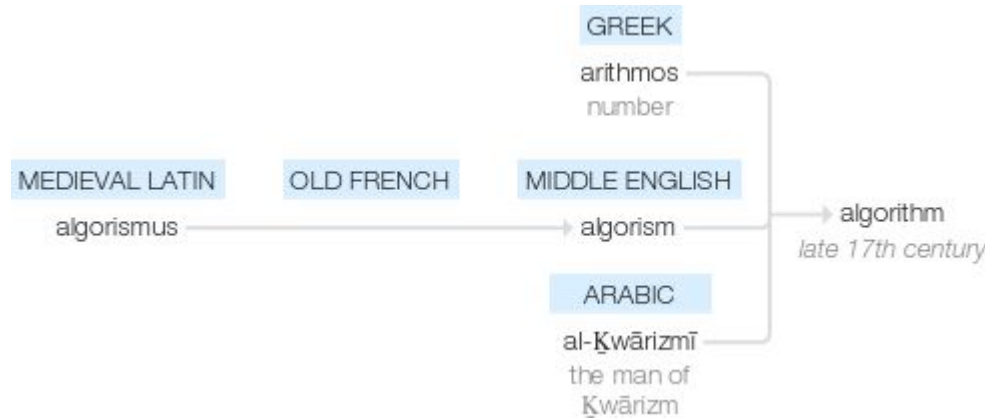 GREEK
arithmos
number
MEDIEVAL LATIN OLD FRENCH MIDDLE ENGLISH
algorismus algorism algorithm
late 17th century
ARABIC
al-Ḵwārizmī
the man of
Ḵwārizm